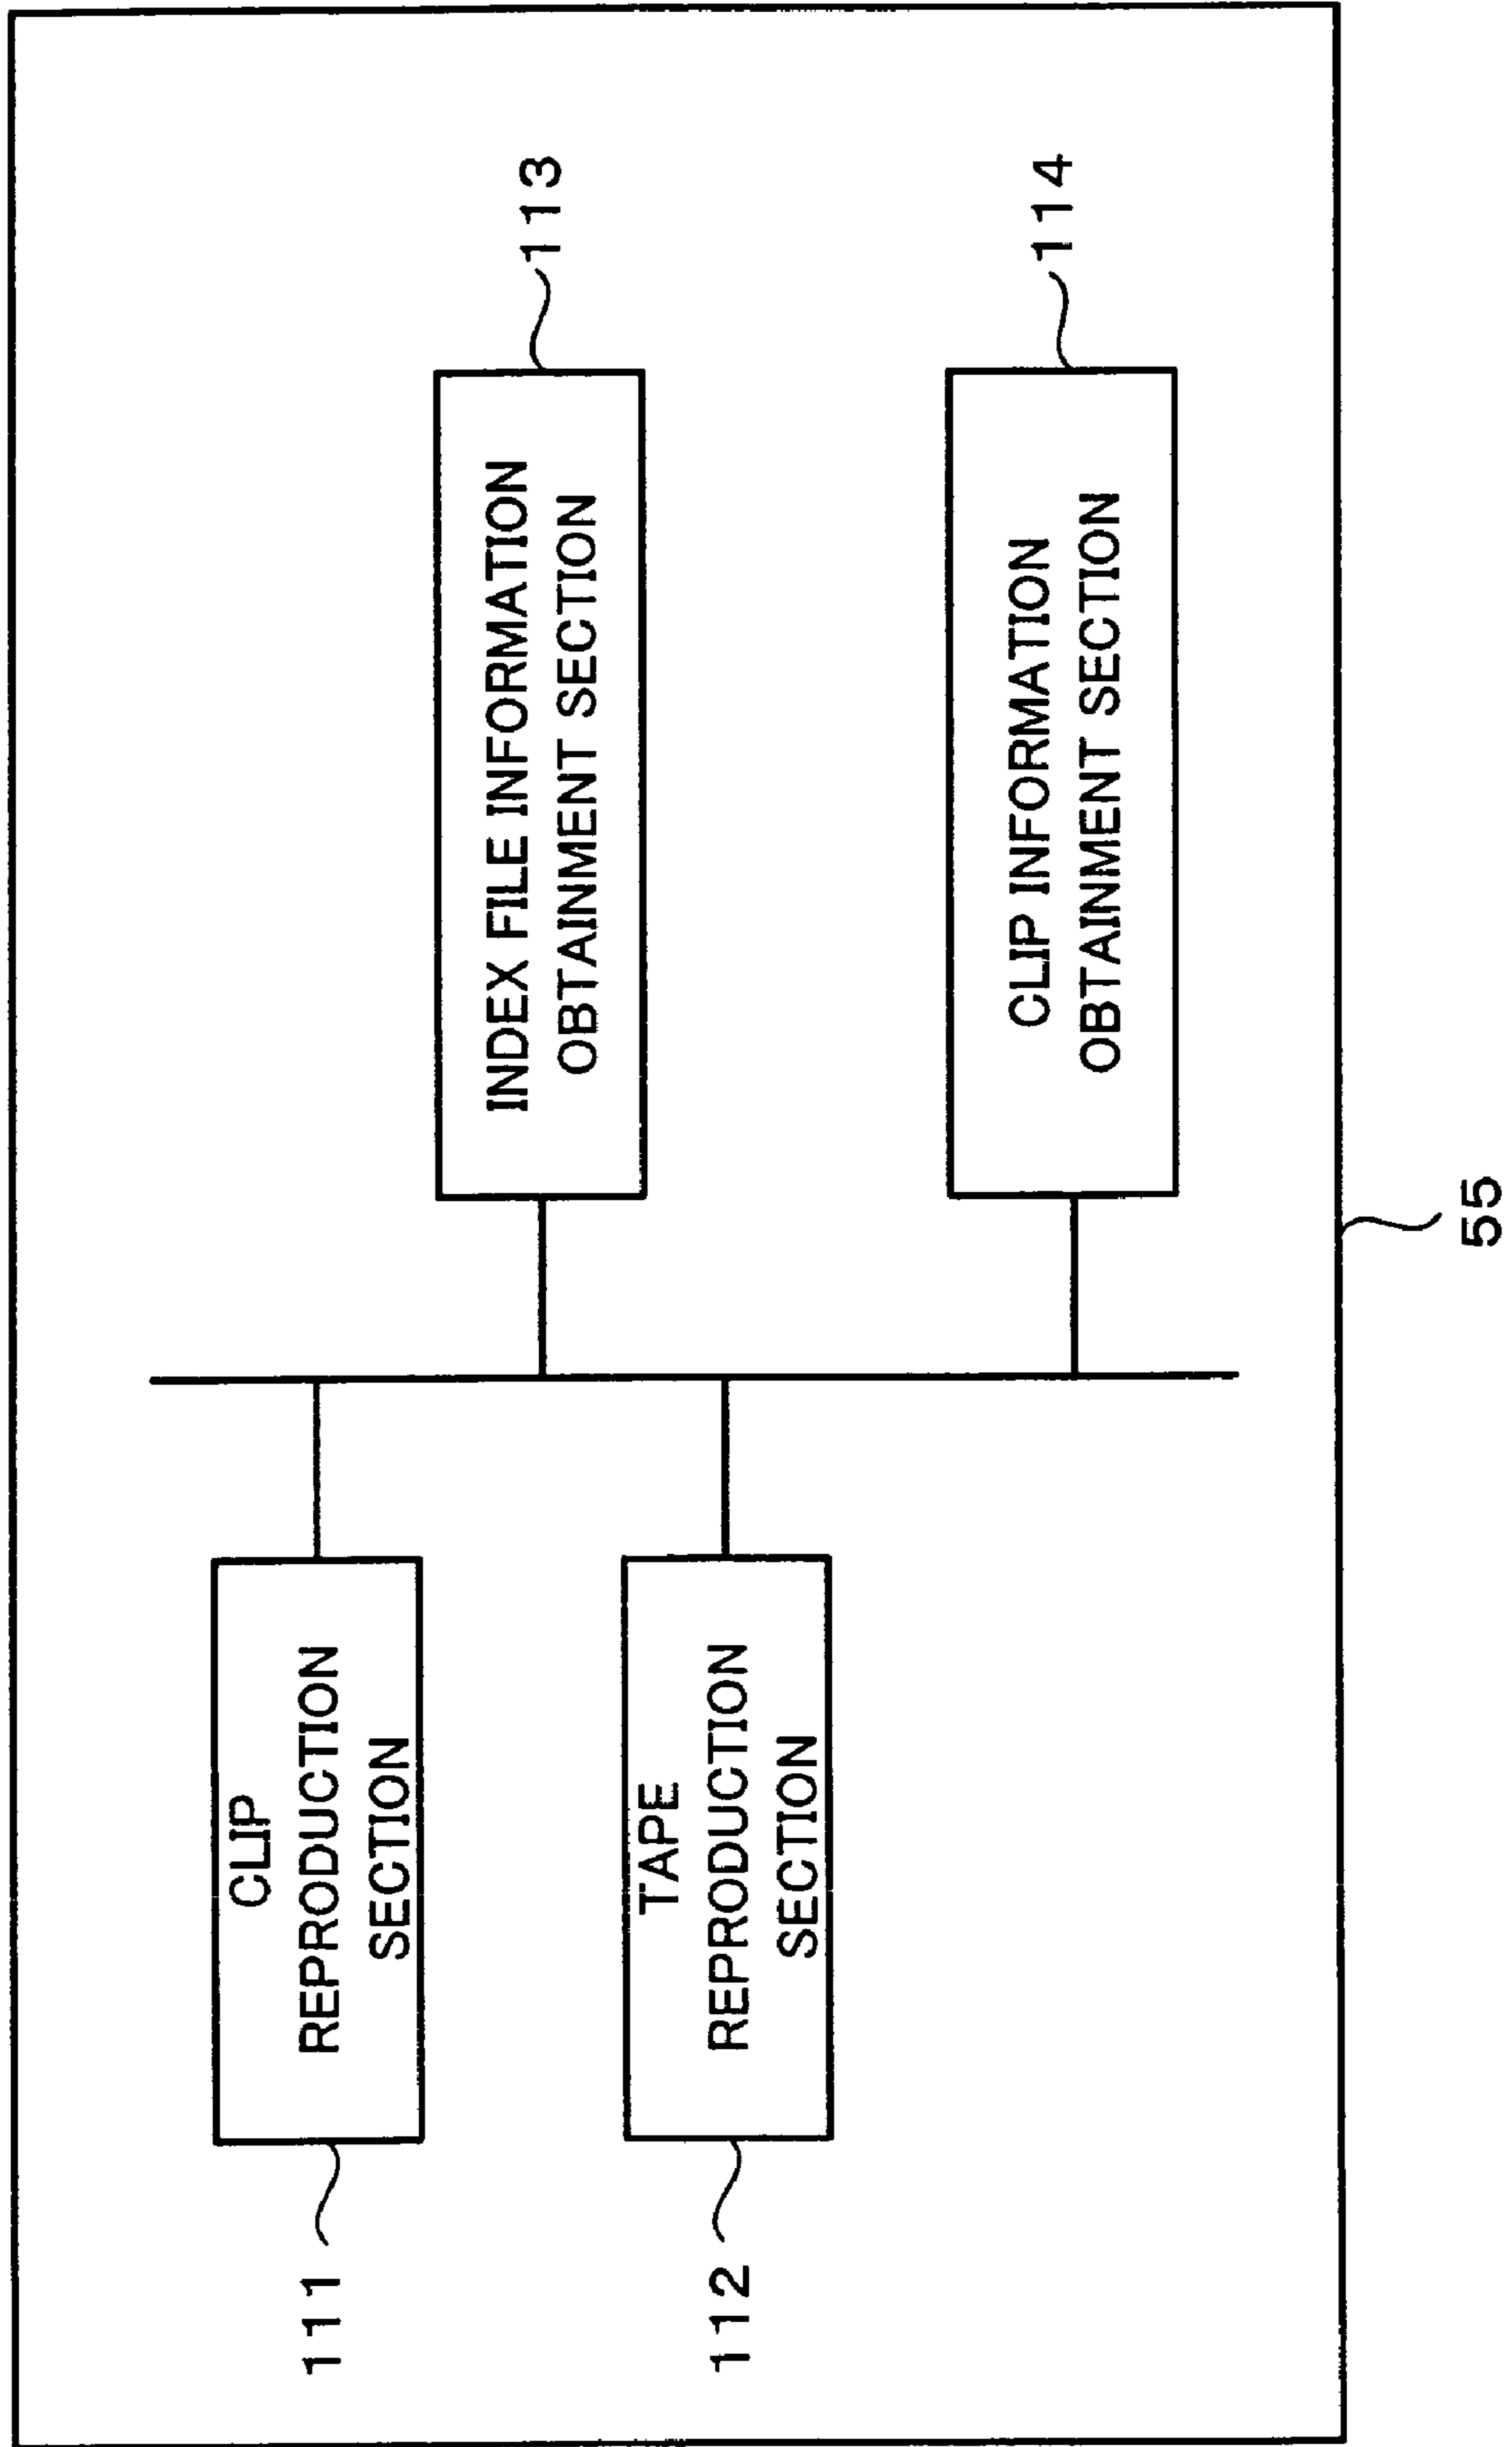 111
CLIP
REPRODUCTION
SECTION
112
TAPE
REPRODUCTION
SECTION
INDEX FILE INFORMATION
OBTAINMENT SECTION
113
CLIP INFORMATION
OBTAINMENT SECTION
114
55